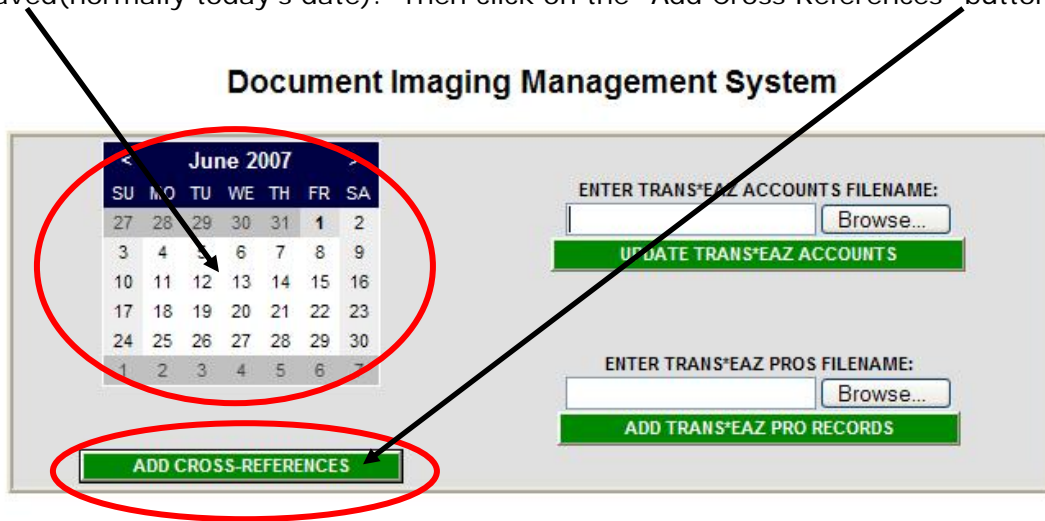 aved(normally today's date). Then click on the "Add Cross References" button
Document Imaging Management System
< June 2007 >
SU MO TU WE TH FR SA
27 28 29 30 31 1 2
3 4 5 6 7 8 9
10 11 12 13 14 15 16
17 18 19 20 21 22 23
24 25 26 27 28 29 30
1 2 3 4 5 6 7
ADD CROSS-REFERENCES
ENTER TRANS*EAZ ACCOUNTS FILENAME:
Browse...
UPDATE TRANS*EAZ ACCOUNTS
ENTER TRANS*EAZ PROS FILENAME:
Browse...
ADD TRANS*EAZ PRO RECORDS